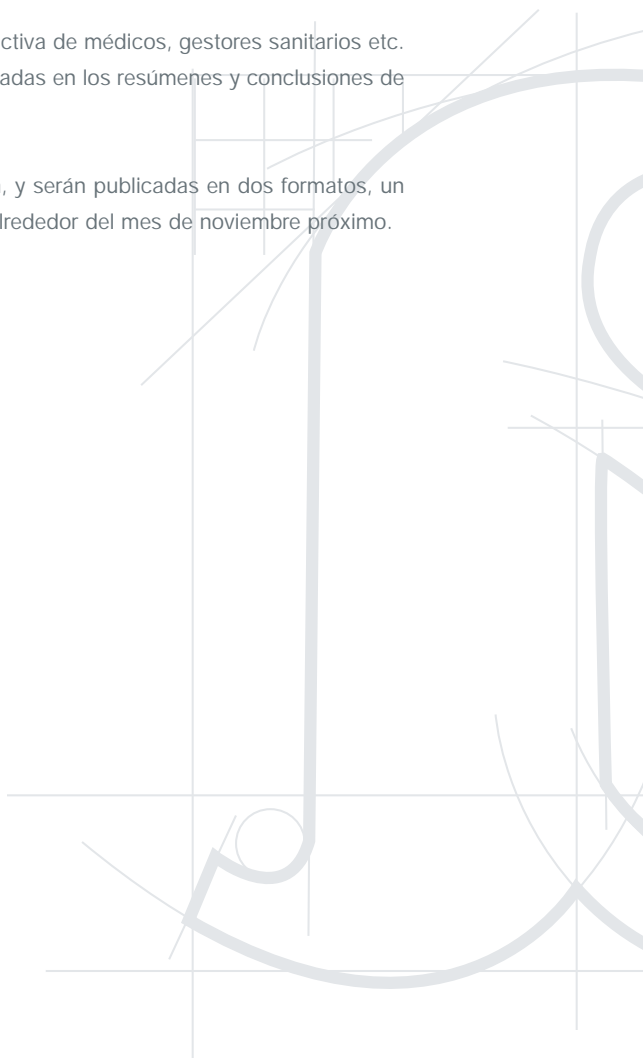 ctiva de médicos, gestores sanitarios etc.
adas en los resúmenes y conclusiones de
, y serán publicadas en dos formatos, un
lrededor del mes de noviembre próximo.